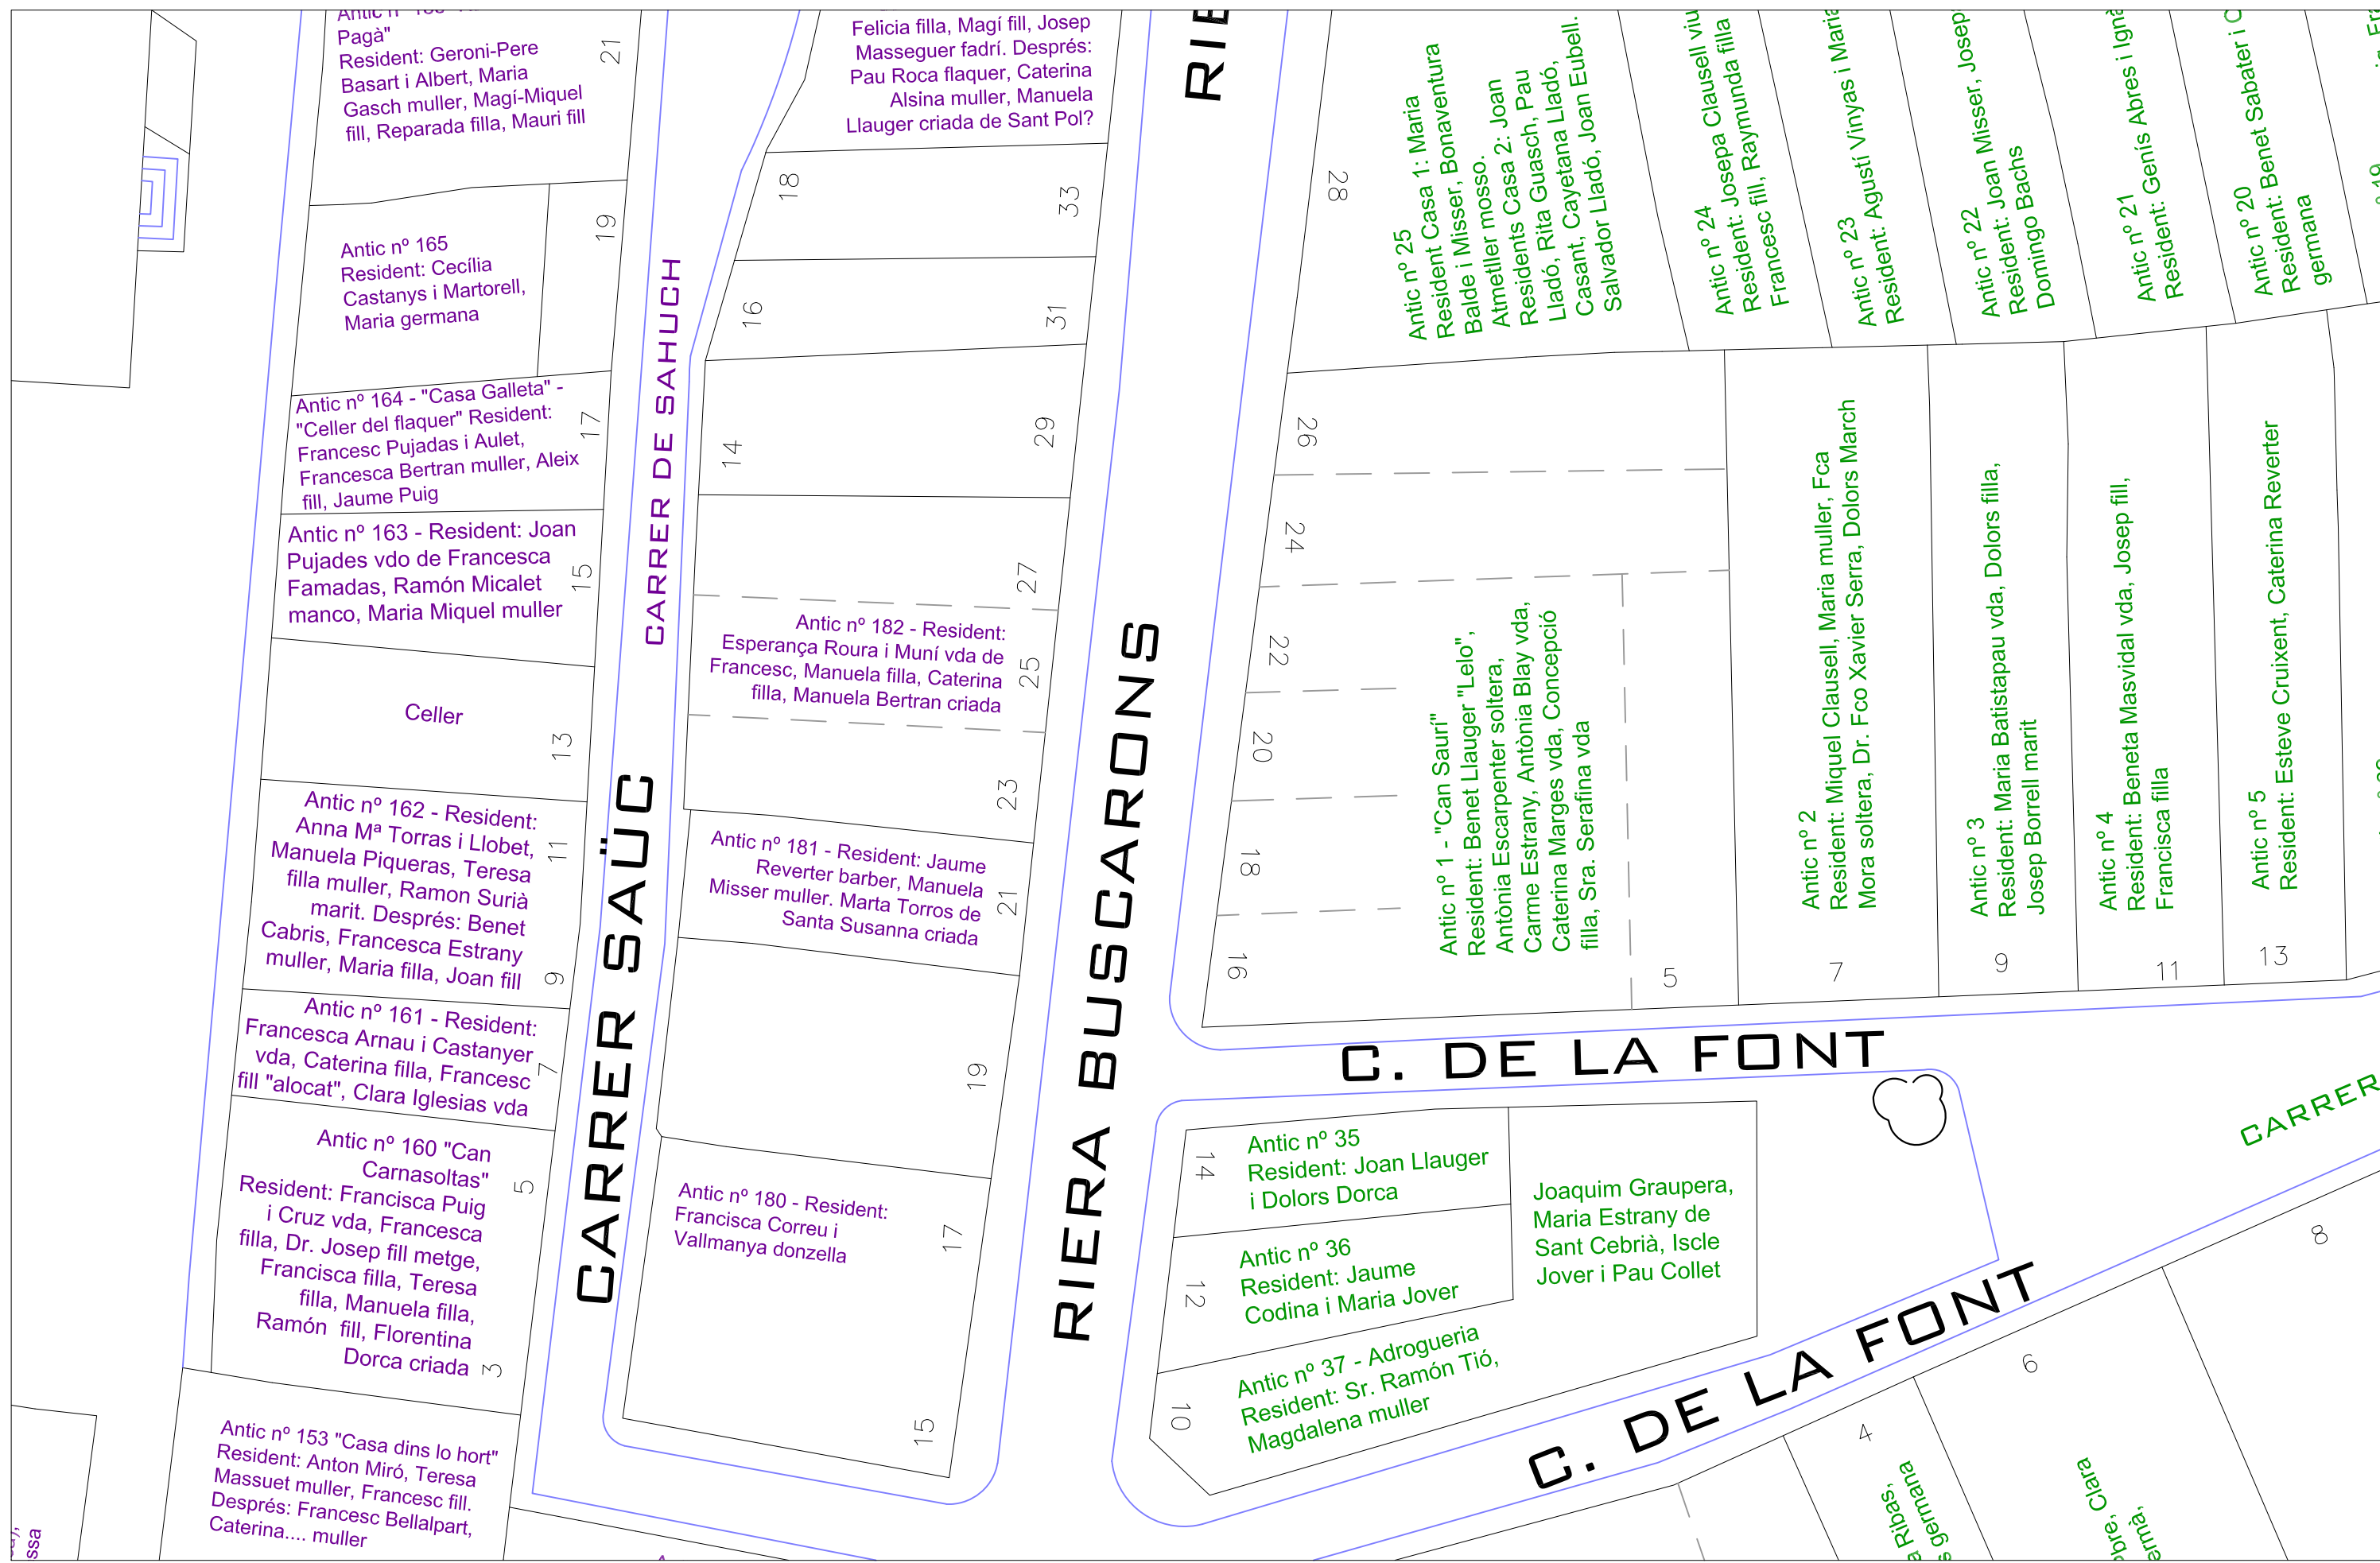 Pagà"
Resident: Geroni-Pere
Basart i Albert, Maria
Gasch muller, Magí-Miquel
fill, Reparada filla, Mauri fill
21
Antic nº 165
Resident: Cecília
Castanys i Martorell,
Maria germana
19
Antic nº 164 - "Casa Galleta" -
"Celler del flaquer" Resident:
Francesc Pujadas i Aulet,
Francesca Bertran muller, Aleix
fill, Jaume Puig
17
Antic nº 163 - Resident: Joan
Pujades vdo de Francesca
Famadas, Ramón Micalet
manco, Maria Miquel muller
15
Celler
13
Antic nº 162 - Resident:
Anna Mª Torras i Llobet,
Manuela Piqueras, Teresa
filla muller, Ramon Surià
marit. Després: Benet
Cabris, Francesca Estrany
muller, Maria filla, Joan fill
11
9
Antic nº 161 - Resident:
Francesca Arnau i Castanyer
vda, Caterina filla, Francesc
fill "alocat", Clara Iglesias vda
7
Antic nº 160 "Can
Carnasoltas"
Resident: Francisca Puig
i Cruz vda, Francesca
filla, Dr. Josep fill metge,
Francisca filla, Teresa
filla, Manuela filla,
Ramón fill, Florentina
Dorca criada
5
3
Antic nº 153 "Casa dins lo hort"
Resident: Anton Miró, Teresa
Massuet muller, Francesc fill.
Després: Francesc Bellalpart,
Caterina.... muller
ssa
CARRER DE SAHUCH
CARRER SAÜC
Felicia filla, Magí fill, Josep
Masseguer fadrí. Després:
Pau Roca flaquer, Caterina
Alsina muller, Manuela
Llauger criada de Sant Pol?
18
33
16
31
14
29
27
Antic nº 182 - Resident:
Esperança Roura i Muní vda de
Francesc, Manuela filla, Caterina
filla, Manuela Bertran criada
25
23
Antic nº 181 - Resident: Jaume
Reverter barber, Manuela
Misser muller. Marta Torros de
Santa Susanna criada
21
19
Antic nº 180 - Resident:
Francisca Correu i
Vallmanya donzella
17
15
RIE
RIERA BUSCARONS
28
Antic nº 25
Resident Casa 1: Maria
Balde i Misser, Bonaventura
Atmetller mosso.
Residents Casa 2: Joan
Lladó, Rita Guasch, Pau
Casant, Cayetana Lladó,
Salvador Lladó, Joan Eubell.
Antic nº 24
Resident: Josepa Clausell viu
Francesc fill, Raymunda filla
Antic nº 23
Resident: Agustí Vinyas i Maria
Antic nº 22
Resident: Joan Misser, Josep
Domingo Bachs
Antic nº 21
Resident: Genís Abres i Ignà
Antic nº 20
Resident: Benet Sabater i C
germana
26
24
22
20
18
16
Antic nº 1 - "Can Saurí"
Resident: Benet Llauger "Lelo",
Antònia Escarpenter soltera,
Carme Estrany, Antònia Blay vda,
Caterina Marges vda, Concepció
filla, Sra. Serafina vda
5
Antic nº 2
Resident: Miquel Clausell, Maria muller, Fca
Mora soltera, Dr. Fco Xavier Serra, Dolors March
7
Antic nº 3
Resident: Maria Batistapau vda, Dolors filla,
Josep Borrell marit
9
Antic nº 4
Resident: Beneta Masvidal vda, Josep fill,
Francisca filla
11
Antic nº 5
Resident: Esteve Cruixent, Caterina Reverter
13
C. DE LA FONT
14
Antic nº 35
Resident: Joan Llauger
i Dolors Dorca
12
Antic nº 36
Resident: Jaume
Codina i Maria Jover
10
Antic nº 37 - Adrogueria
Resident: Sr. Ramón Tió,
Magdalena muller
Joaquim Graupera,
Maria Estrany de
Sant Cebrià, Iscle
Jover i Pau Collet
CARRER
C. DE LA FONT
8
6
4
a Ribas,
s germana
obre, Clara